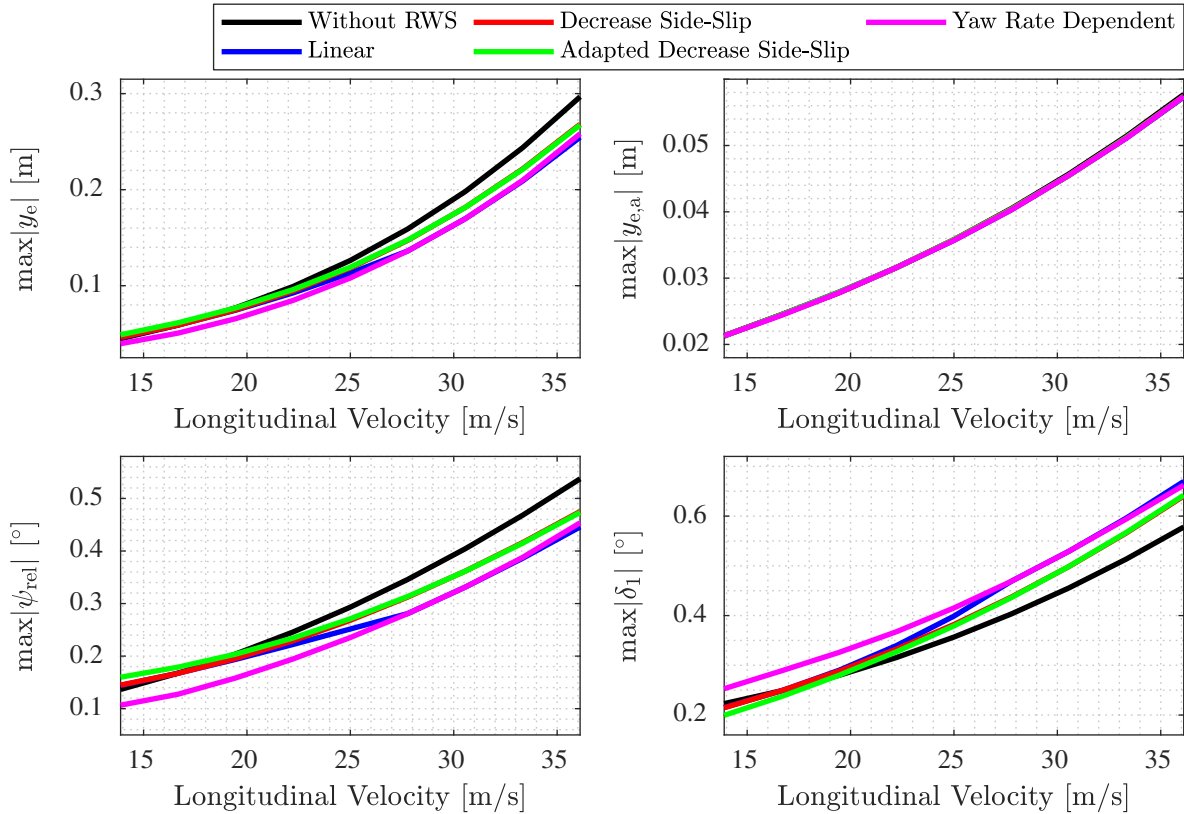 Without RWS Decrease Side-Slip Yaw Rate Dependent
Linear Adapted Decrease Side-Slip
max|y_e| [m]
0.3
0.2
0.1
15 20 25 30 35
Longitudinal Velocity [m/s]
max|y_e,a| [m]
0.05
0.04
0.03
0.02
15 20 25 30 35
Longitudinal Velocity [m/s]
max|ψ_rel| [°]
0.5
0.4
0.3
0.2
0.1
15 20 25 30 35
Longitudinal Velocity [m/s]
max|δ_1| [°]
0.6
0.4
0.2
15 20 25 30 35
Longitudinal Velocity [m/s]